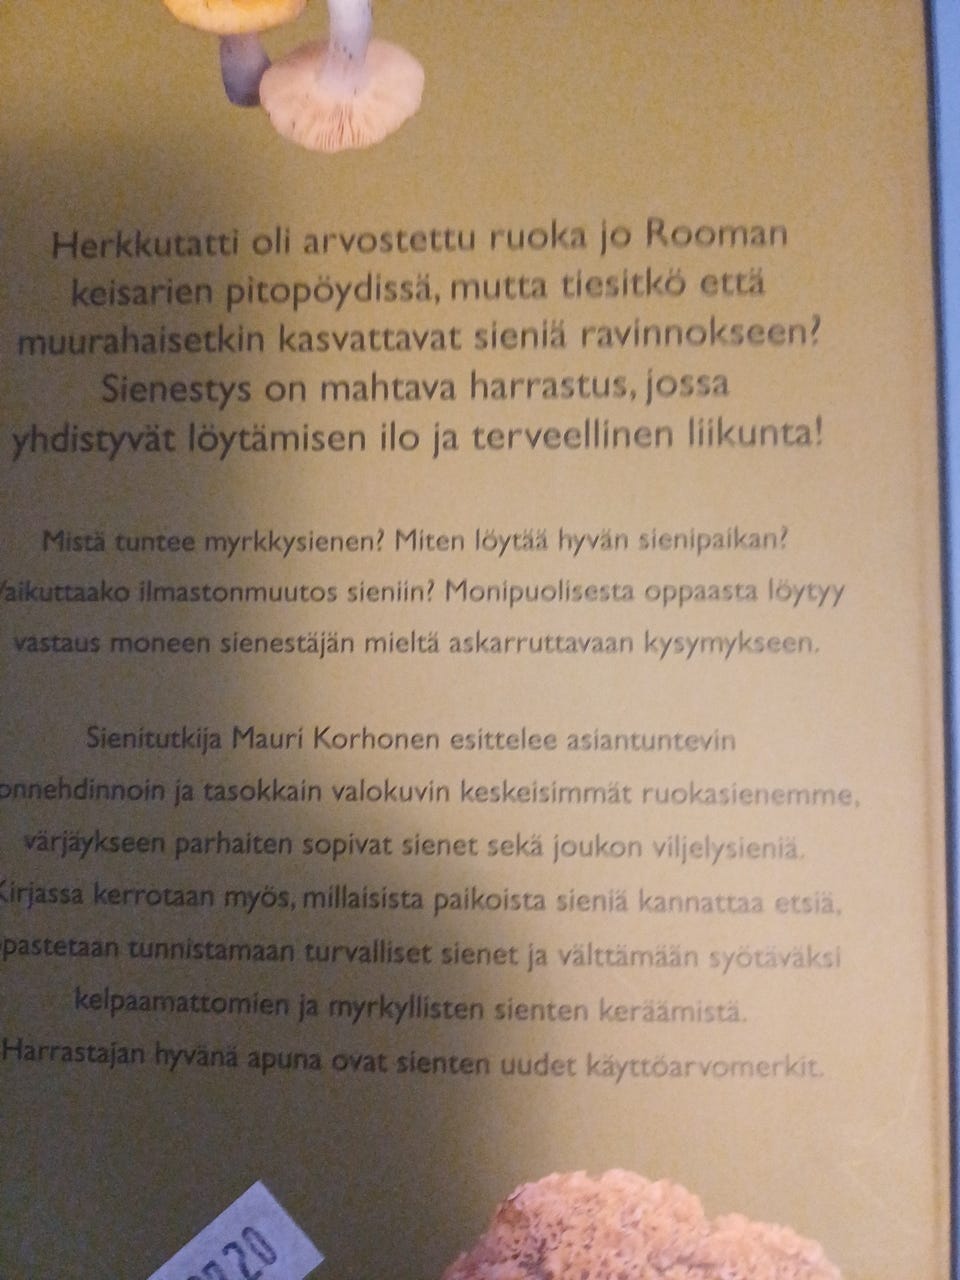 Herkkutatti oli arvostettu ruoka jo Rooman
keisarien pitopöydissä, mutta tiesitkö että
muurahaisetkin kasvattavat sieniä ravinnokseen?
Sienestys on mahtava harrastus, jossa
yhdistyvät löytämisen ilo ja terveellinen liikunta!
Mistä tuntee myrkkysienen? Miten löytää hyvän sienipaikan?
Vaikuttaako ilmastonmuutos sieniin? Monipuolisesta oppaasta löytyy
vastaus moneen sienestäjän mieltä askarruttavaan kysymykseen.
Sienitutkija Mauri Korhonen esittelee asiantuntevin
onnehdinnoin ja tasokkain valokuvin keskeisimmät ruokasienemme,
värjäykseen parhaiten sopivat sienet sekä joukon viljelysieniä.
Kirjassa kerrotaan myös, millaisista paikoista sieniä kannattaa etsiä,
pastetaan tunnistamaan turvalliset sienet ja välttämään syötäväksi
kelpaamattomien ja myrkyllisten sienten keräämistä.
Harrastajan hyvänä apuna ovat sienten uudet käyttöarvomerkit.